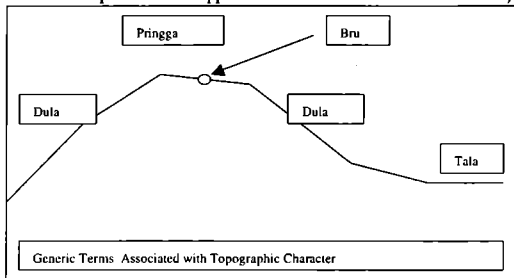 Pringga
Bru
Dula
Dula
Tala
Generic Terms Associated with Topographic Character